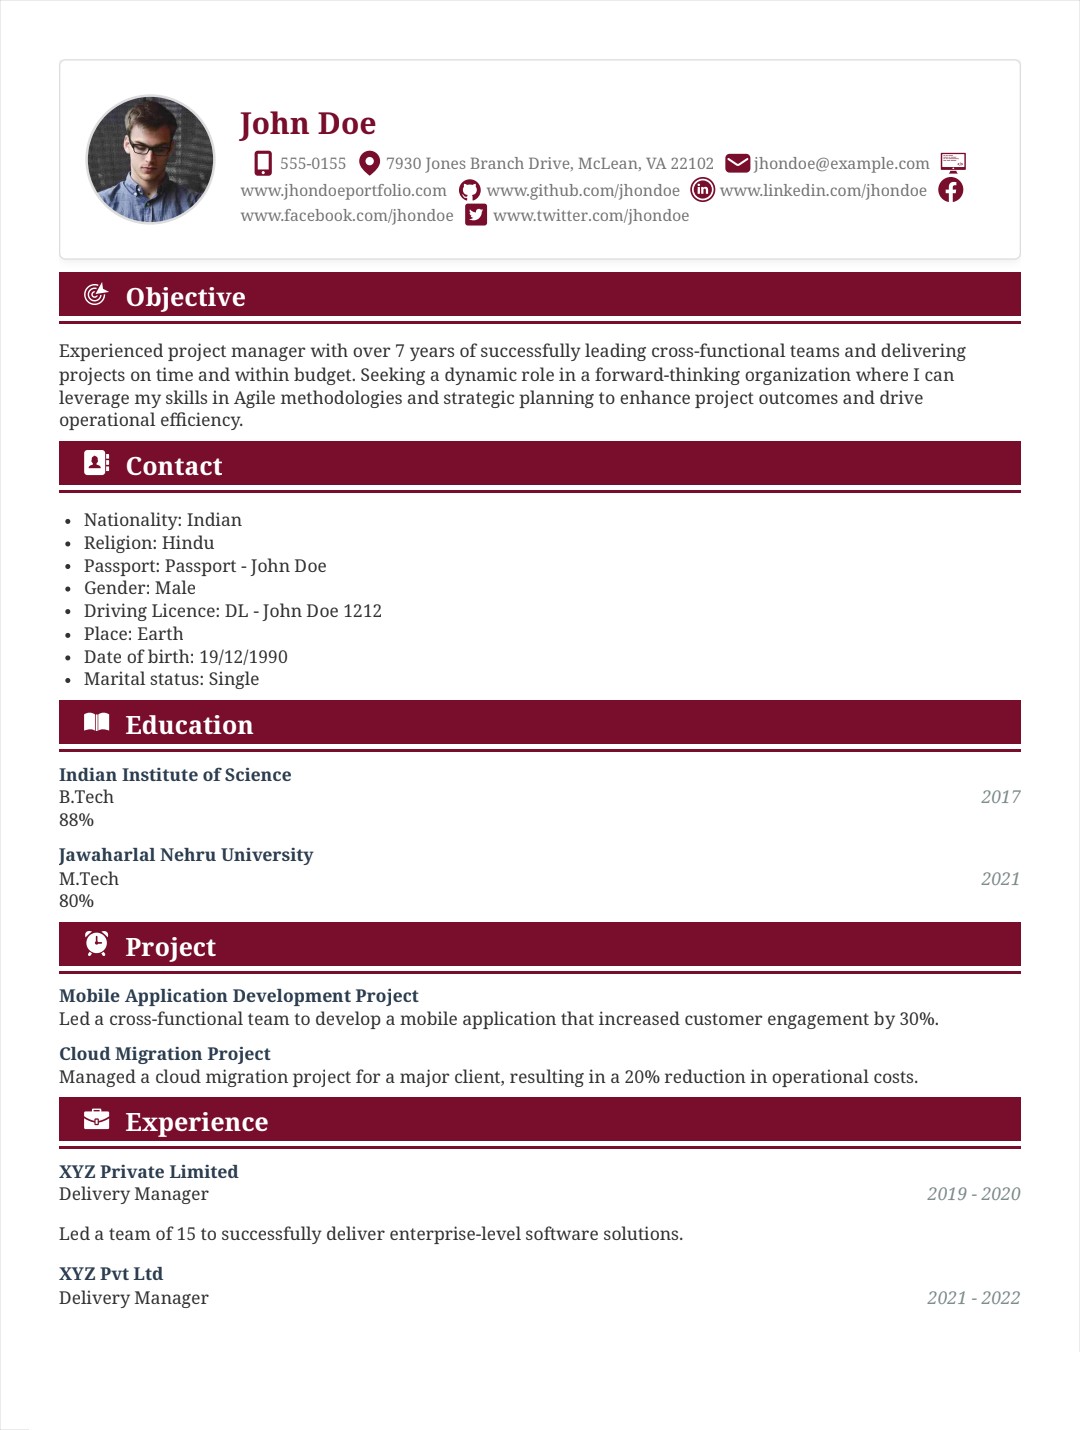 John Doe
555-0155 7930 Jones Branch Drive, McLean, VA 22102 jhondoe@example.com
www.jhondoeportfolio.com www.github.com/jhondoe www.linkedin.com/jhondoe
www.facebook.com/jhondoe www.twitter.com/jhondoe
Objective
Experienced project manager with over 7 years of successfully leading cross-functional teams and delivering
projects on time and within budget. Seeking a dynamic role in a forward-thinking organization where I can
leverage my skills in Agile methodologies and strategic planning to enhance project outcomes and drive
operational efficiency.
Contact
• Nationality: Indian
• Religion: Hindu
• Passport: Passport - John Doe
• Gender: Male
• Driving Licence: DL - John Doe 1212
• Place: Earth
• Date of birth: 19/12/1990
• Marital status: Single
Education
Indian Institute of Science
B.Tech 2017
88%
Jawaharlal Nehru University
M.Tech 2021
80%
Project
Mobile Application Development Project
Led a cross-functional team to develop a mobile application that increased customer engagement by 30%.
Cloud Migration Project
Managed a cloud migration project for a major client, resulting in a 20% reduction in operational costs.
Experience
XYZ Private Limited
Delivery Manager 2019 - 2020
Led a team of 15 to successfully deliver enterprise-level software solutions.
XYZ Pvt Ltd
Delivery Manager 2021 - 2022